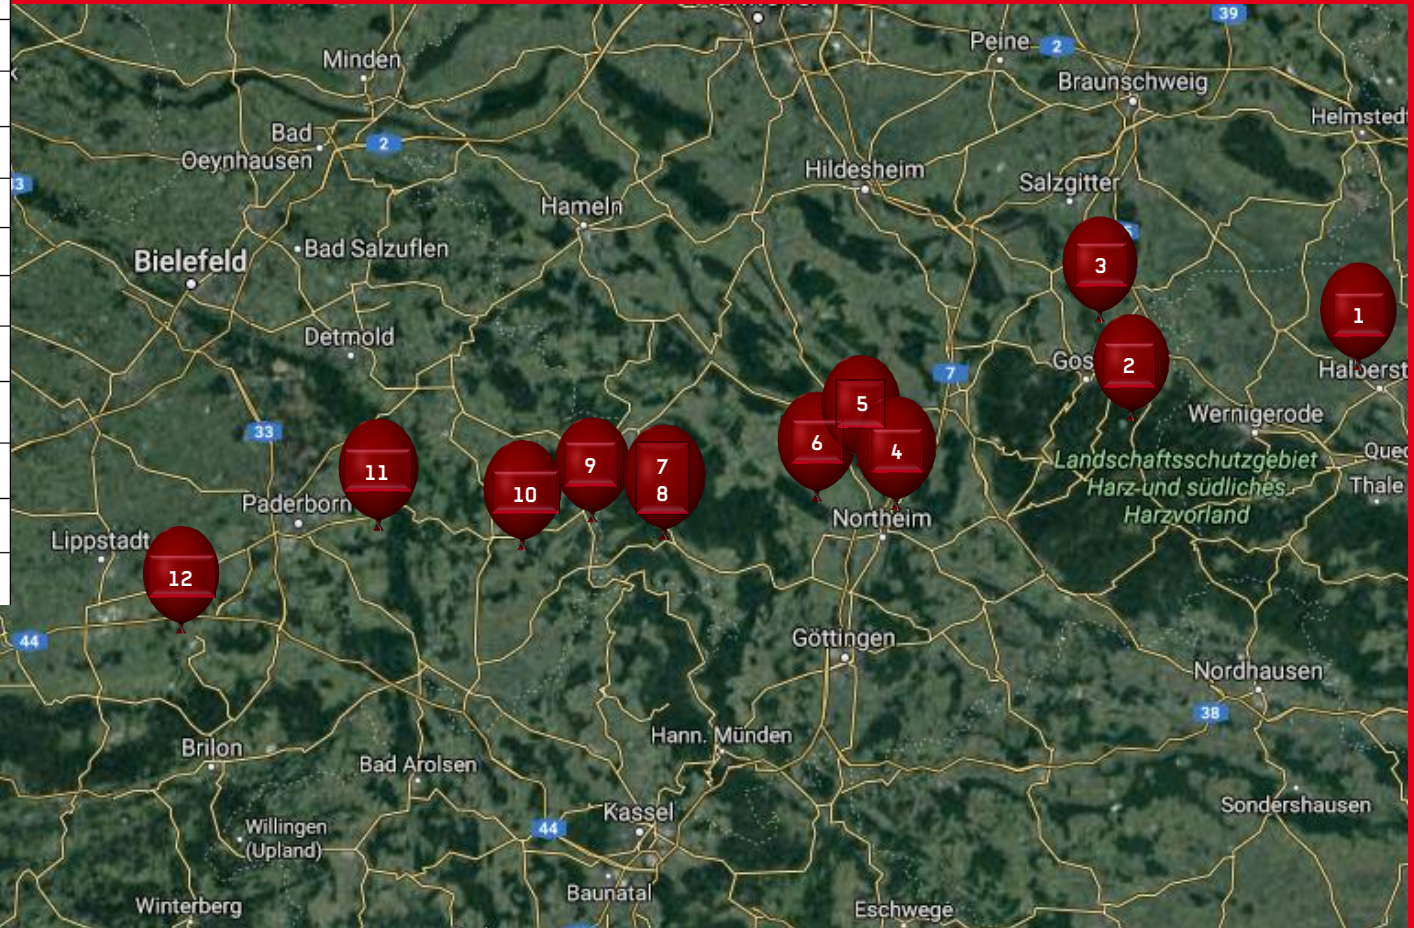 39
Peine
2
Minden
Braunschweig
Helmstedt
Bad
Oeynhausen
2
Hildesheim
Salzgitter
Hameln
Bielefeld
Bad Salzuflen
3
1
Detmold
Gos
2
7
Halberst
5
Wernigerode
33
6
4
11
9
7
8
10
Landschaftsschutzgebiet
Harz und südliches
Harzvorland
Quec
Thale
Paderborn
Northeim
Lippstadt
12
44
Göttingen
Nordhausen
38
Hann. Münden
Brilon
Bad Arolsen
Kassel
44
Willingen
(Upland)
Sondershausen
Baunatal
Winterberg
Eschwege